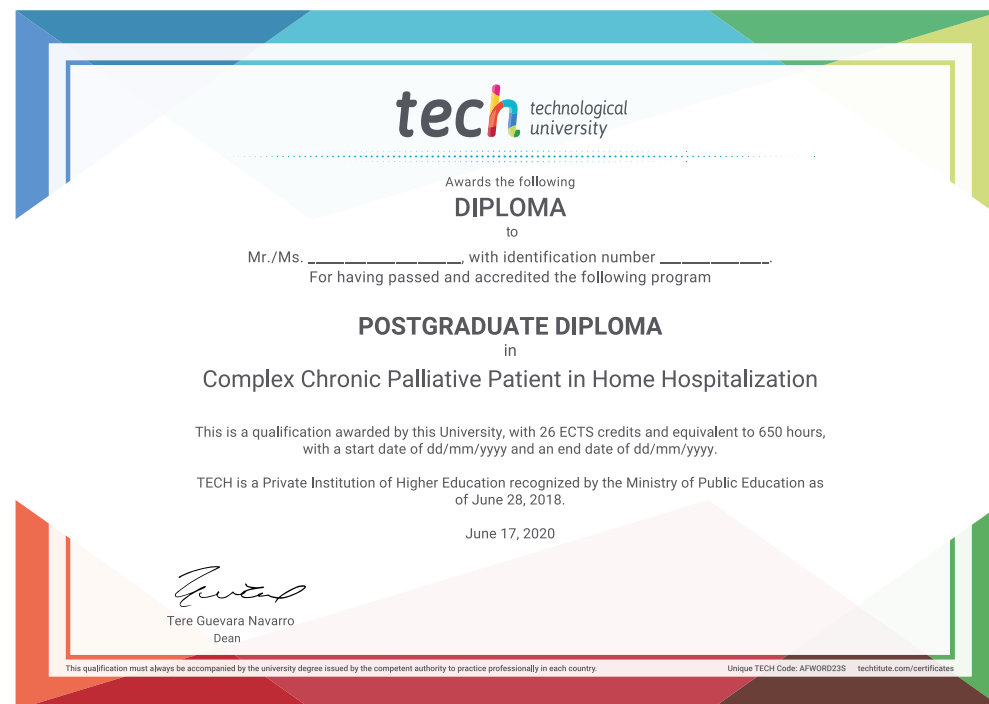 tech technological
university
Awards the following
DIPLOMA
to
Mr./Ms. ____________________, with identification number ______________.
For having passed and accredited the following program
POSTGRADUATE DIPLOMA
in
Complex Chronic Palliative Patient in Home Hospitalization
This is a qualification awarded by this University, with 26 ECTS credits and equivalent to 650 hours,
with a start date of dd/mm/yyyy and an end date of dd/mm/yyyy.
TECH is a Private Institution of Higher Education recognized by the Ministry of Public Education as
of June 28, 2018.
June 17, 2020
Tere Guevara Navarro
Dean
This qualification must always be accompanied by the university degree issued by the competent authority to practice professionally in each country. Unique TECH Code: AFWORD23S techtitute.com/certificates